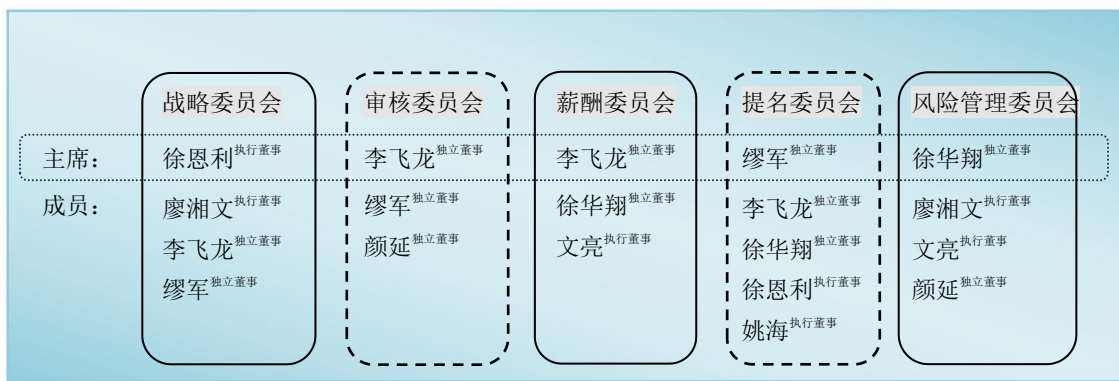 战略委员会 审核委员会 薪酬委员会 提名委员会 风险管理委员会
主席： 徐恩利执行董事 李飞龙独立董事 李飞龙独立董事 缪军独立董事 徐华翔独立董事
成员： 廖湘文执行董事 缪军独立董事 徐华翔独立董事 李飞龙独立董事 廖湘文执行董事
李飞龙独立董事 颜延独立董事 文亮执行董事 徐华翔独立董事 文亮执行董事
缪军独立董事 徐恩利执行董事 颜延独立董事
姚海执行董事